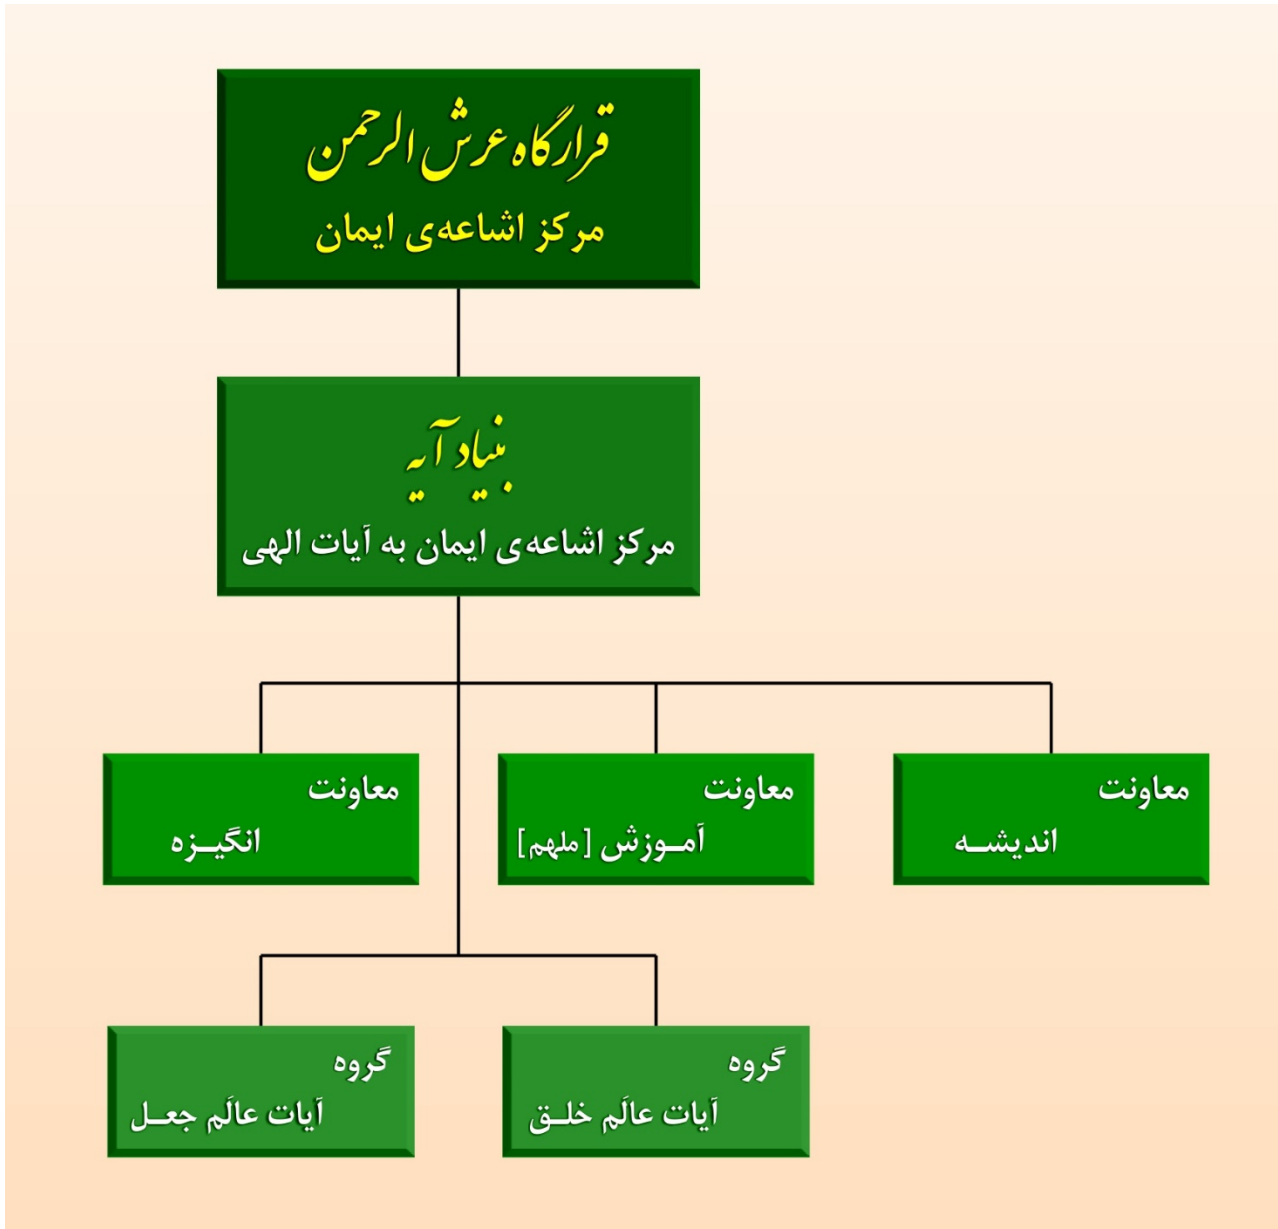 قرارگاه عرش الرحمن
مرکز اشاعه‌ی ایمان
بنیاد آیه
مرکز اشاعه‌ی ایمان به آیات الهی
معاونت
اندیشـه
معاونت
آمـوزش [ملهم]
معاونت
انگیـزه
گروه
آیات عالَم خلـق
گروه
آیات عالَم جعـل